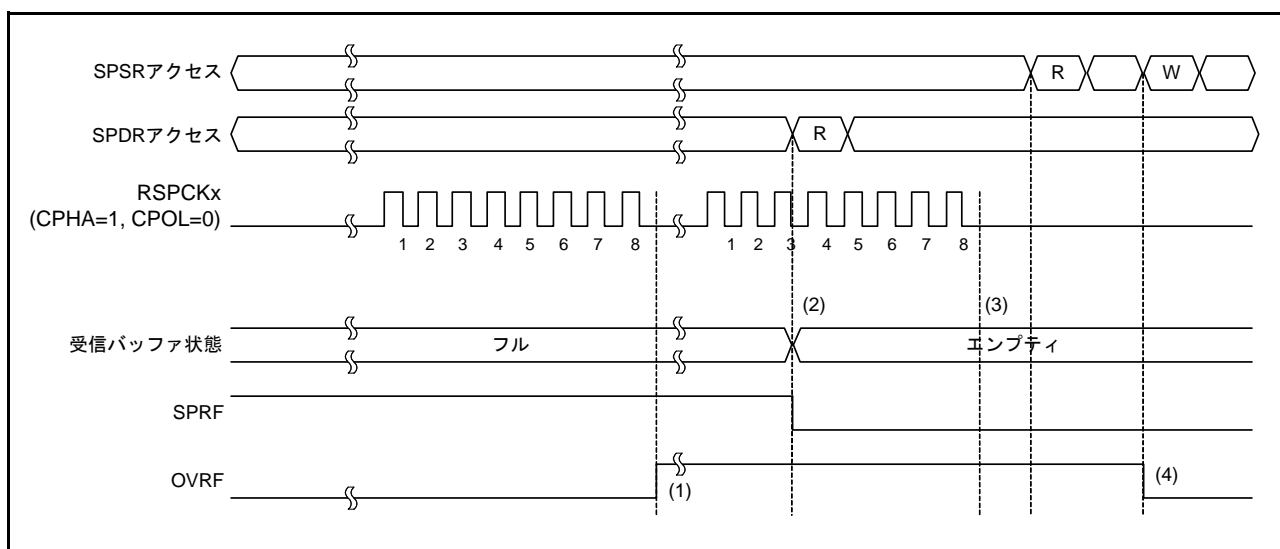 SPSRアクセス
R
W
SPDRアクセス
R
RSPCKx
(CPHA=1, CPOL=0)
1 2 3 4 5 6 7 8
1 2 3 4 5 6 7 8
(2)
(3)
受信バッファ状態
フル
エンプティ
SPRF
OVRF
(1)
(4)